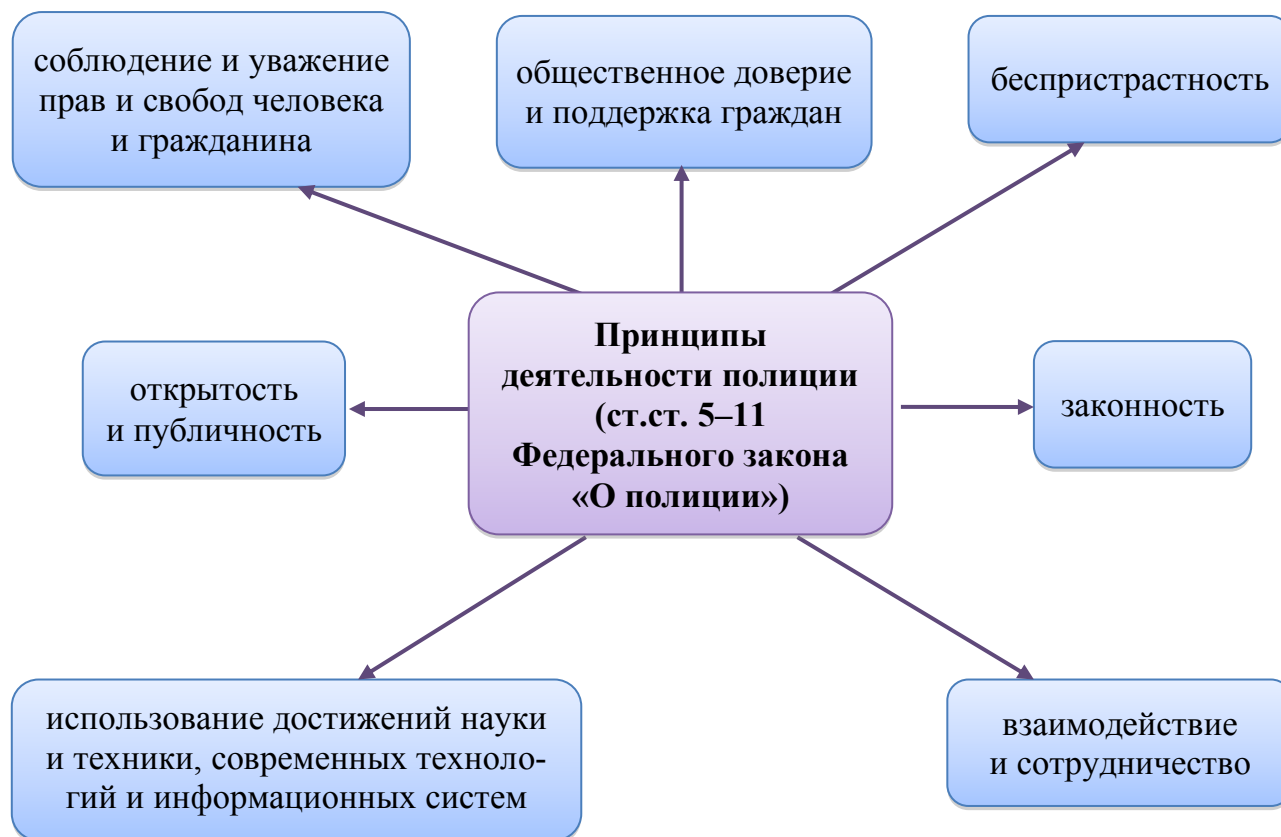 соблюдение и уважение
прав и свобод человека
и гражданина
общественное доверие
и поддержка граждан
беспристрастность
открытость
и публичность
Принципы
деятельности полиции
(ст.ст. 5–11
Федерального закона
«О полиции»)
законность
использование достижений науки
и техники, современных техноло-
гий и информационных систем
взаимодействие
и сотрудничество